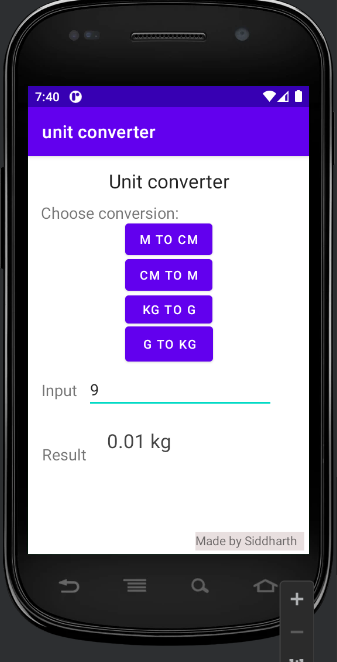 7:40
unit converter
Unit converter
Choose conversion:
M TO CM
CM TO M
KG TO G
G TO KG
Input 9
0.01 kg
Result
Made by Siddharth